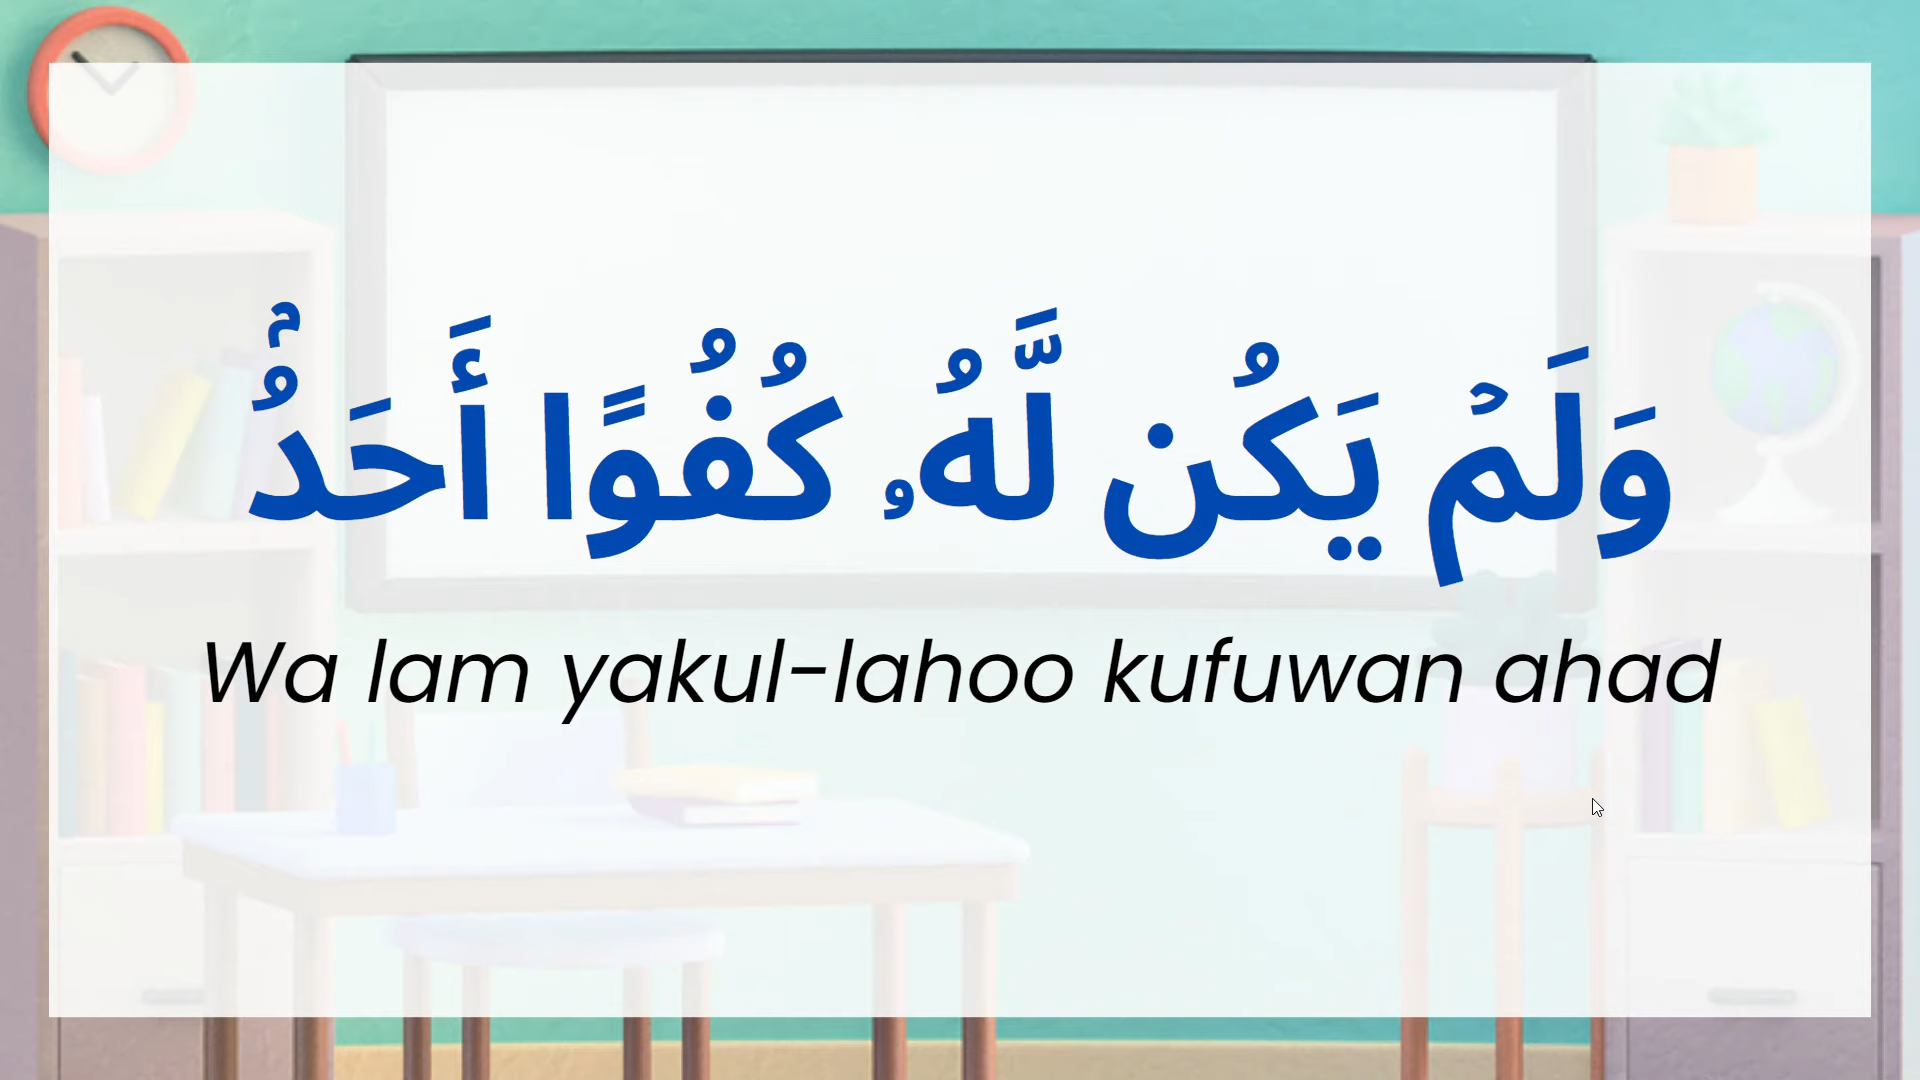 وَلَمْ يَكُن لَّهُۥ كُفُوًا أَحَدُۢ
Wa lam yakul-lahoo kufuwan ahad